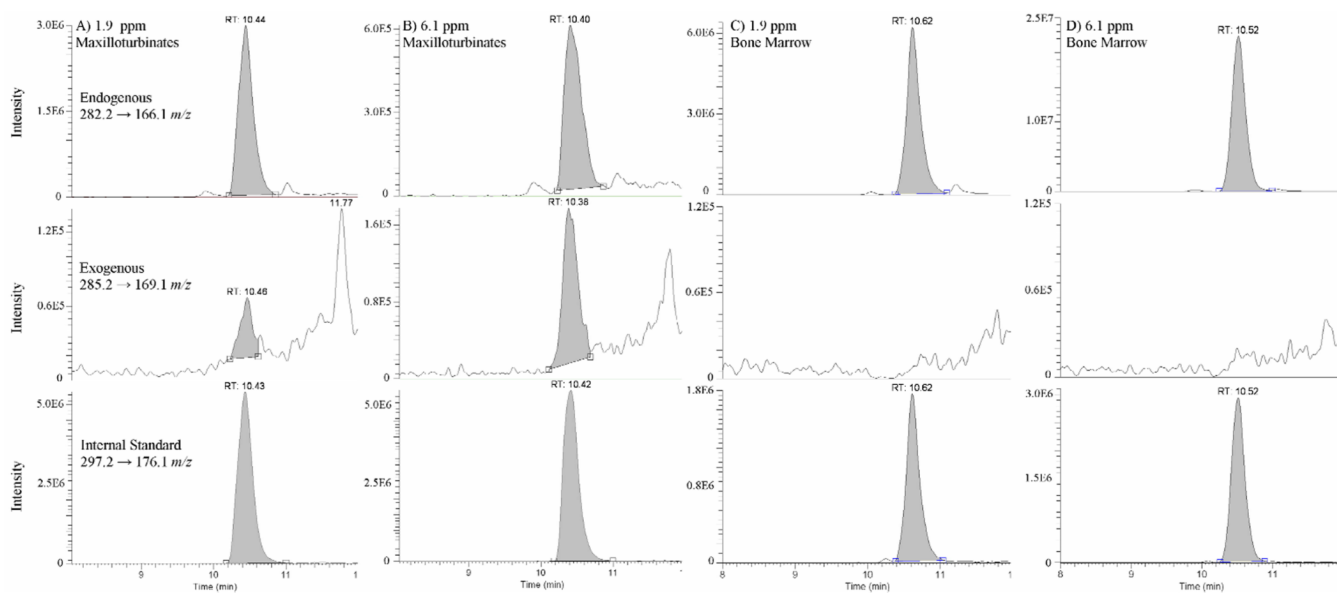 A) 1.9 ppm
Maxilloturbinates
RT: 10.44
3.0E6
1.5E6
0
Intensity
Endogenous
282.2 → 166.1 m/z
B) 6.1 ppm
Maxilloturbinates
RT: 10.40
6.0E5
3.0E5
0
C) 1.9 ppm
Bone Marrow
RT: 10.62
6.0E6
3.0E6
0
D) 6.1 ppm
Bone Marrow
RT: 10.52
2.5E7
1.0E7
0
Intensity
Exogenous
285.2 → 169.1 m/z
1.2E5
0.6E5
0
RT: 10.46
11.77
1.6E5
0.8E5
0
RT: 10.38
1.2E5
0.6E5
0
1.2E5
0.6E5
0
Intensity
Internal Standard
297.2 → 176.1 m/z
5.0E6
2.5E6
0
RT: 10.43
5.0E6
2.5E6
0
RT: 10.42
1.8E6
0.8E6
0
RT: 10.62
3.0E6
1.5E6
0
RT: 10.52
9 10 11 1
Time (min)
9 10 11
Time (min)
8 9 10 11 1
Time (min)
8 9 10 11
Time (min)